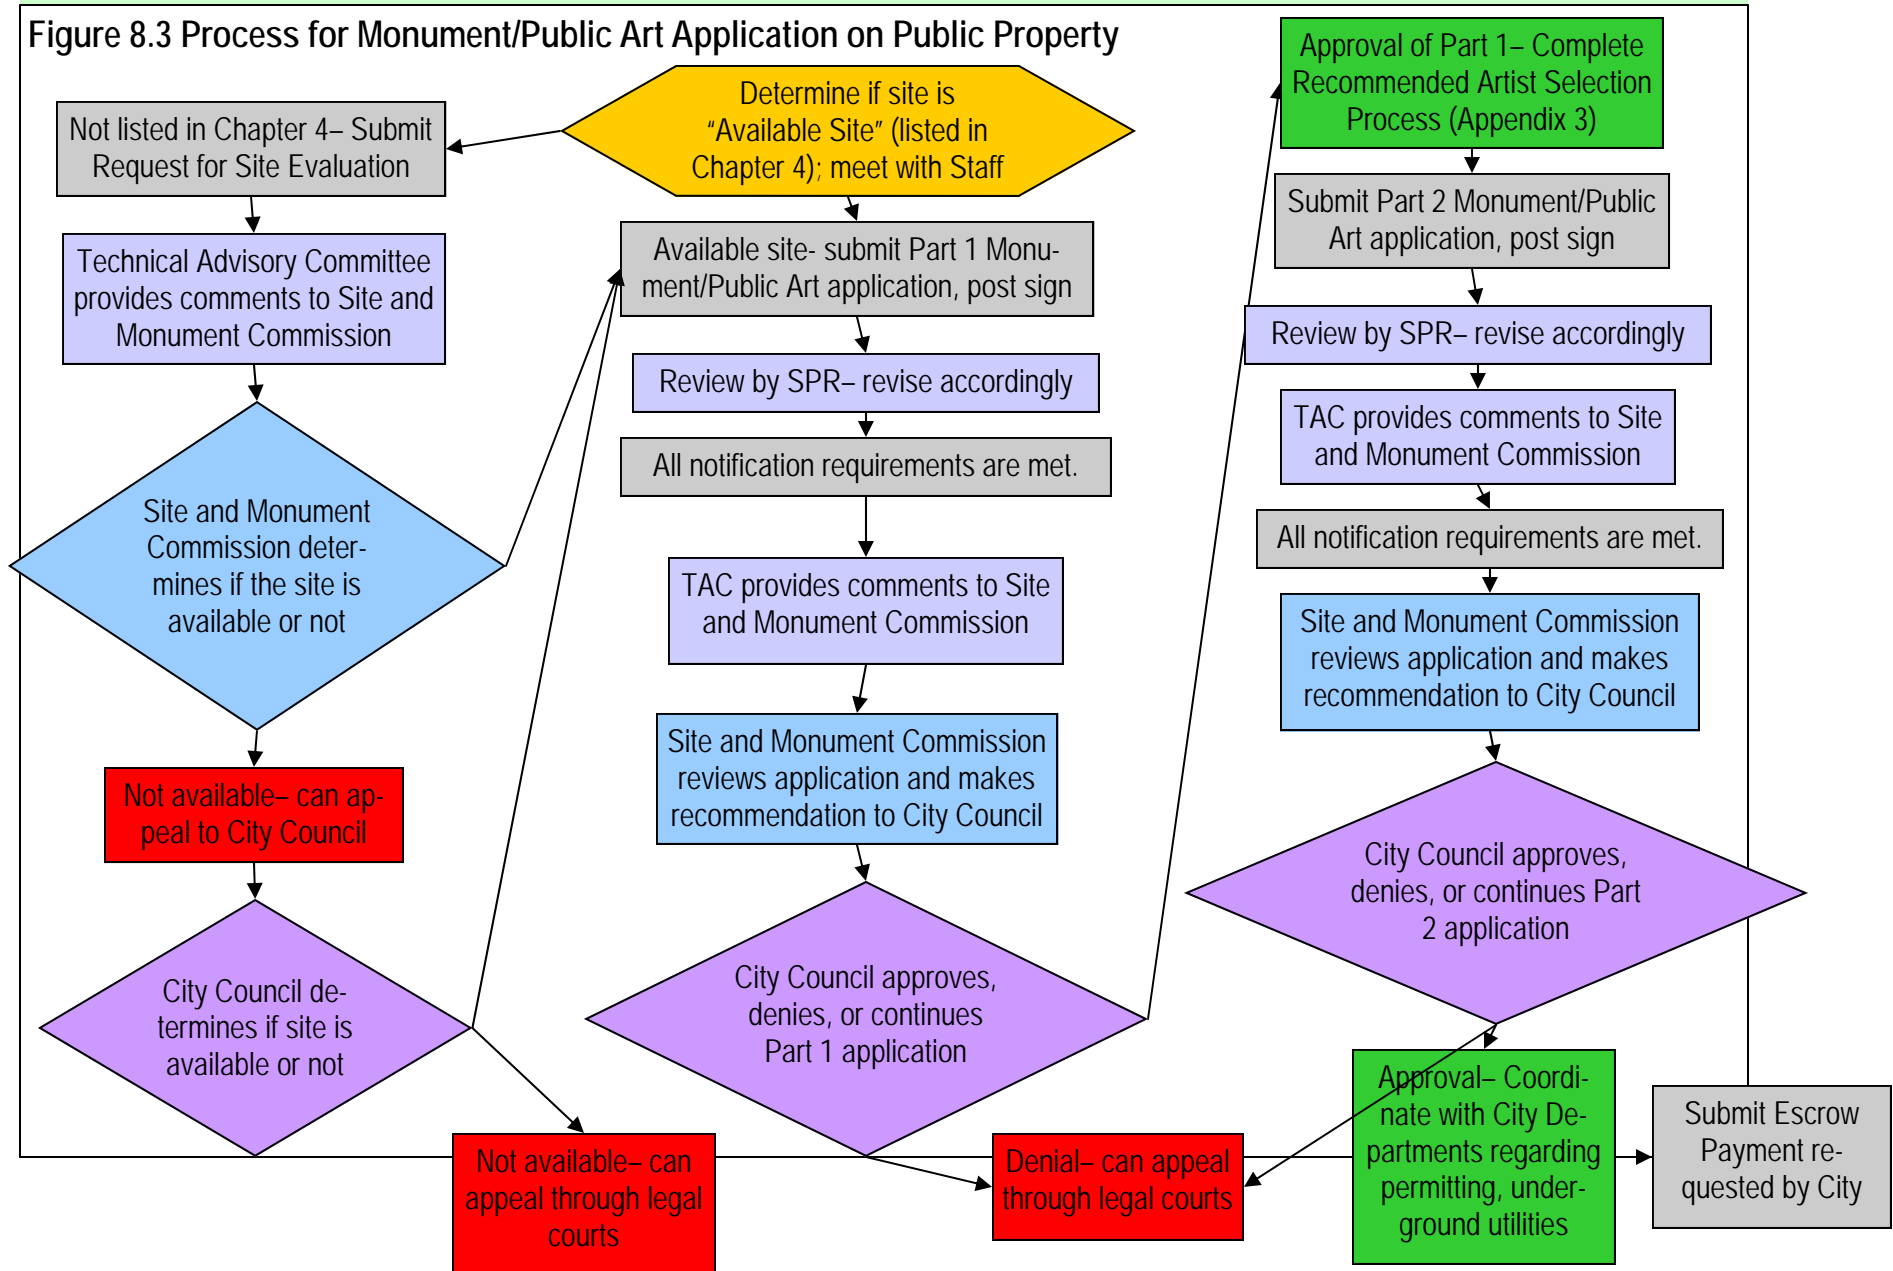 Figure 8.3 Process for Monument/Public Art Application on Public Property
Determine if site is
“Available Site” (listed in
Chapter 4); meet with Staff
Not listed in Chapter 4– Submit
Request for Site Evaluation
Technical Advisory Committee
provides comments to Site and
Monument Commission
Site and Monument
Commission deter-
mines if the site is
available or not
Not available– can ap-
peal to City Council
City Council de-
termines if site is
available or not
Not available– can
appeal through legal
courts
Available site- submit Part 1 Monu-
ment/Public Art application, post sign
Review by SPR– revise accordingly
All notification requirements are met.
TAC provides comments to Site
and Monument Commission
Site and Monument Commission
reviews application and makes
recommendation to City Council
City Council approves,
denies, or continues
Part 1 application
Denial– can appeal
through legal courts
Approval of Part 1– Complete
Recommended Artist Selection
Process (Appendix 3)
Submit Part 2 Monument/Public
Art application, post sign
Review by SPR– revise accordingly
TAC provides comments to Site
and Monument Commission
All notification requirements are met.
Site and Monument Commission
reviews application and makes
recommendation to City Council
City Council approves,
denies, or continues Part
2 application
Approval– Coordi-
nate with City De-
partments regarding
permitting, under-
ground utilities
Submit Escrow
Payment re-
quested by City